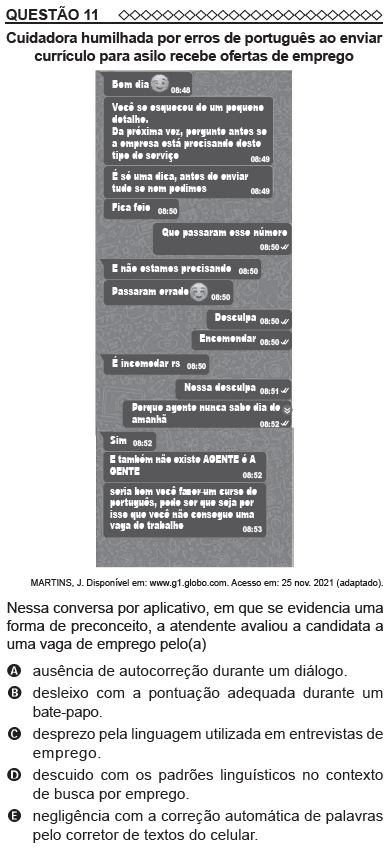 QUESTÃO 11
Cuidadora humilhada por erros de português ao enviar
currículo para asilo recebe ofertas de emprego
Bom dia 08:48
Você se esqueceu de um pequeno
detalhe.
Da próxima vez, pergunte antes se
a empresa está precisando deste
tipo de serviço 08:49
É só uma dica, antes de enviar
tudo se nem pedimos 08:49
Fica feio 08:50
Que passaram esse número
08:50
E não estamos precisando 08:50
Passaram errado 08:50
Desculpa 08:50
Encomendar 08:50
É incomodar rs 08:50
Nossa desculpa 08:51
Porque agente nunca sabe dia de
amanhã 08:52
Sim 08:52
E também não existe AGENTE é A
GENTE 08:52
seria bom você fazer um curso de
português, pode ser que seja por
isso que você não consegue uma
vaga de trabalho 08:53
MARTINS, J. Disponível em: www.g1.globo.com. Acesso em: 25 nov. 2021 (adaptado).
Nessa conversa por aplicativo, em que se evidencia uma
forma de preconceito, a atendente avaliou a candidata a
uma vaga de emprego pelo(a)
A ausência de autocorreção durante um diálogo.
B desleixo com a pontuação adequada durante um
bate-papo.
C desprezo pela linguagem utilizada em entrevistas de
emprego.
D descuido com os padrões linguísticos no contexto
de busca por emprego.
E negligência com a correção automática de palavras
pelo corretor de textos do celular.